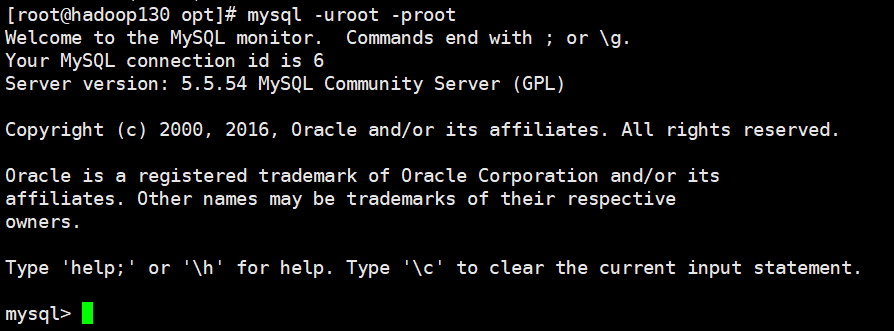 [root@hadoop130 opt]# mysql -uroot -proot
Welcome to the MySQL monitor.  Commands end with ; or \g.
Your MySQL connection id is 6
Server version: 5.5.54 MySQL Community Server (GPL)
Copyright (c) 2000, 2016, Oracle and/or its affiliates. All rights reserved.
Oracle is a registered trademark of Oracle Corporation and/or its
affiliates. Other names may be trademarks of their respective
owners.
Type 'help;' or '\h' for help. Type '\c' to clear the current input statement.
mysql>